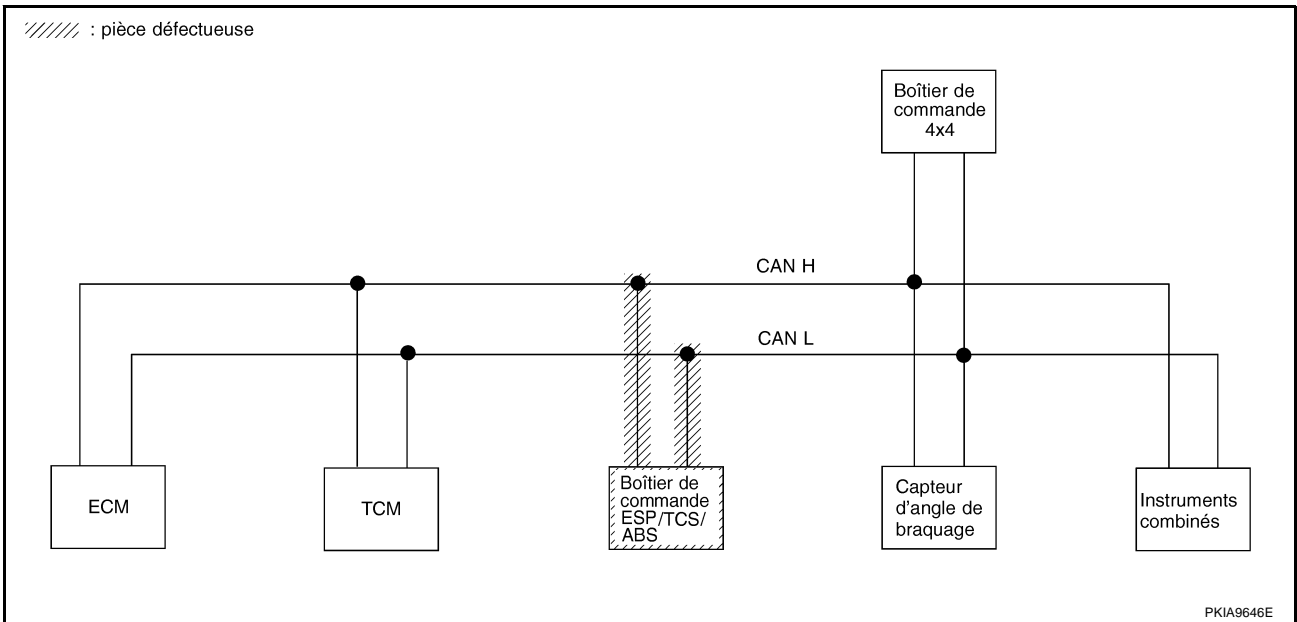 : pièce défectueuse
Boîtier de
commande
4x4
CAN H
CAN L
ECM
TCM
Boîtier de
commande
ESP/TCS/
ABS
Capteur
d'angle de
braquage
Instruments
combinés
PKIA9646E